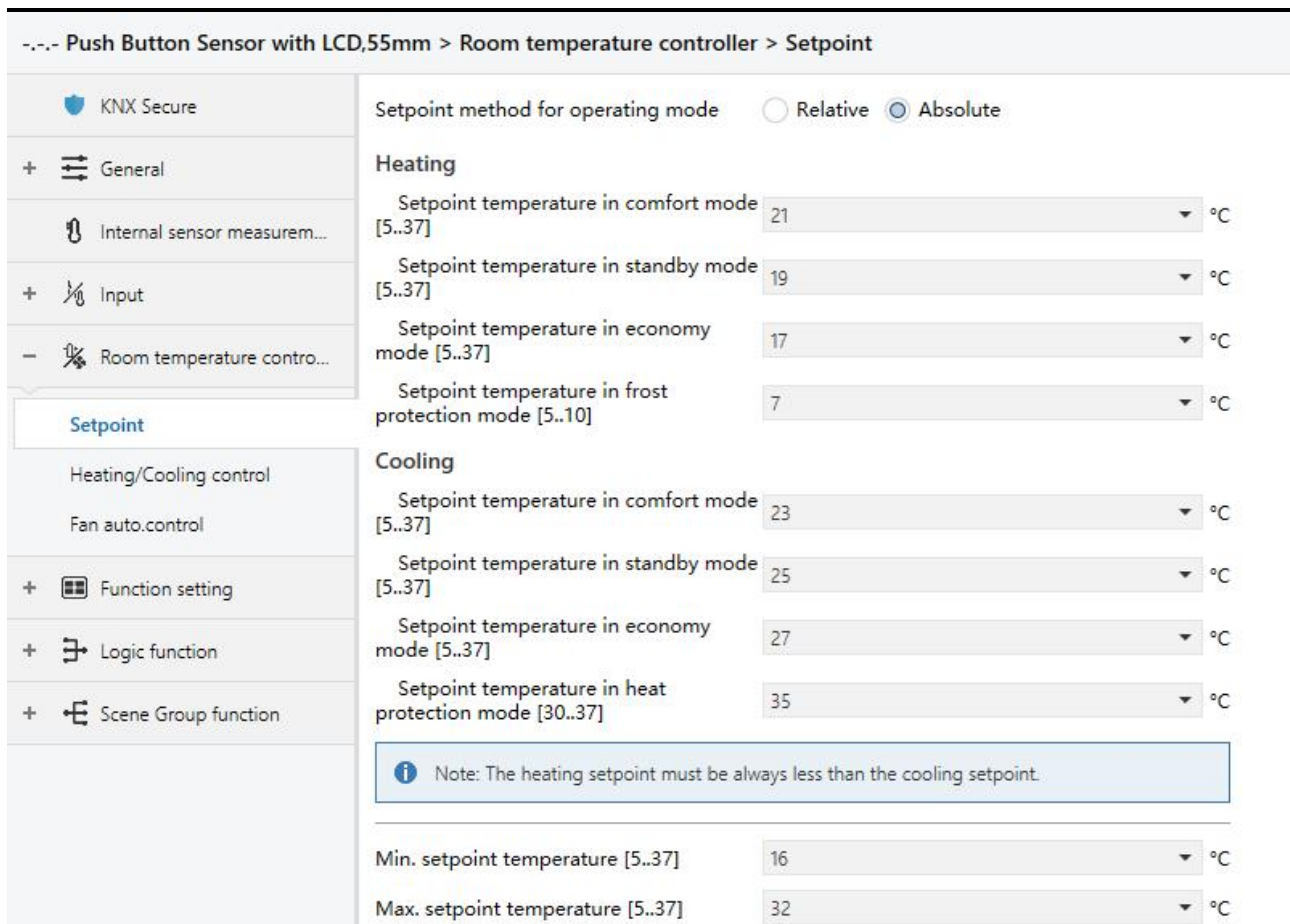 -.-.- Push Button Sensor with LCD,55mm > Room temperature controller > Setpoint
KNX Secure
+ General
Internal sensor measurem...
+ Input
- Room temperature contro...
Setpoint
Heating/Cooling control
Fan auto.control
+ Function setting
+ Logic function
+ Scene Group function
Setpoint method for operating mode Relative Absolute
Heating
Setpoint temperature in comfort mode
[5..37] 21 °C
Setpoint temperature in standby mode
[5..37] 19 °C
Setpoint temperature in economy
mode [5..37] 17 °C
Setpoint temperature in frost
protection mode [5..10] 7 °C
Cooling
Setpoint temperature in comfort mode
[5..37] 23 °C
Setpoint temperature in standby mode
[5..37] 25 °C
Setpoint temperature in economy
mode [5..37] 27 °C
Setpoint temperature in heat
protection mode [30..37] 35 °C
Note: The heating setpoint must be always less than the cooling setpoint.
Min. setpoint temperature [5..37] 16 °C
Max. setpoint temperature [5..37] 32 °C